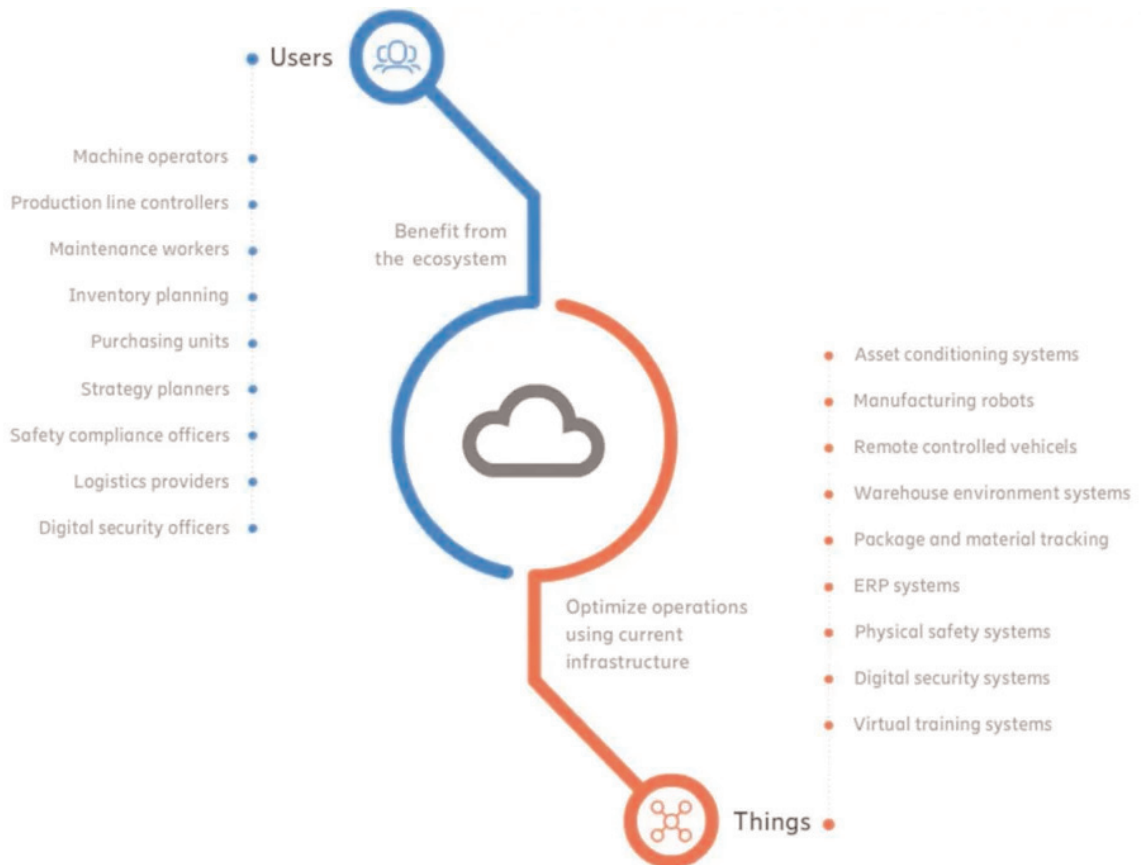 Users
Machine operators
Production line controllers
Maintenance workers
Inventory planning
Purchasing units
Strategy planners
Safety compliance officers
Logistics providers
Digital security officers
Benefit from
the ecosystem
Asset conditioning systems
Manufacturing robots
Remote controlled vehicels
Warehouse environment systems
Package and material tracking
ERP systems
Physical safety systems
Digital security systems
Virtual training systems
Optimize operations
using current
infrastructure
Things